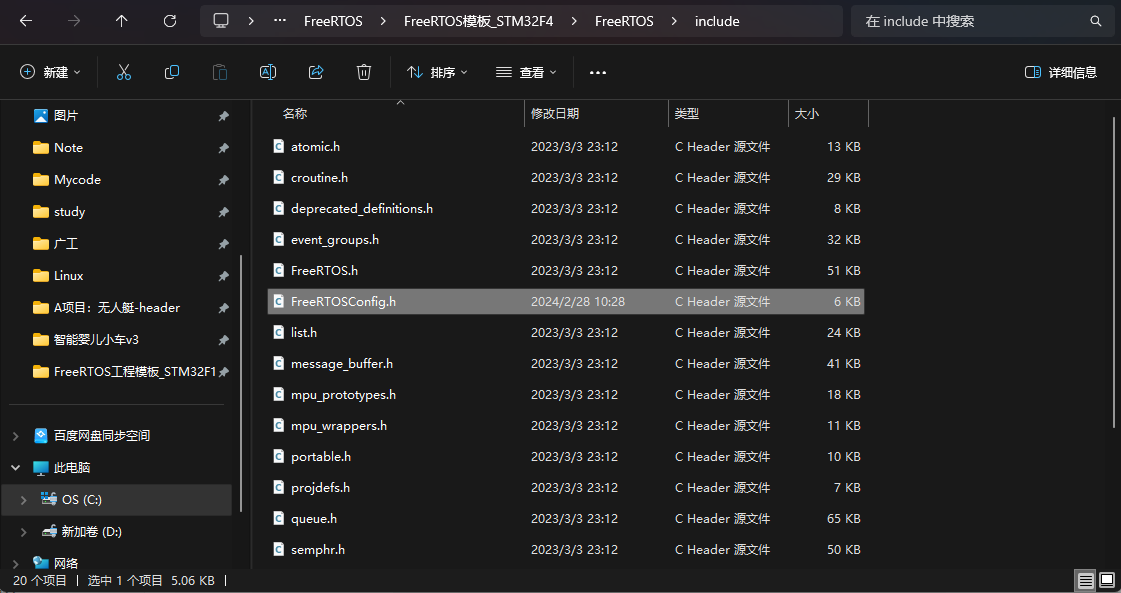 ··· FreeRTOS FreeRTOS模板_STM32F4 FreeRTOS include 在 include 中搜索
新建 排序 查看 ··· 详细信息
名称 修改日期 类型 大小
图片
Note
Mycode
study
广工
Linux
A项目：无人艇-header
智能婴儿小车v3
FreeRTOS工程模板_STM32F1
百度网盘同步空间
此电脑
OS (C:)
新加卷 (D:)
网络
atomic.h 2023/3/3 23:12 C Header 源文件 13 KB
croutine.h 2023/3/3 23:12 C Header 源文件 29 KB
deprecated_definitions.h 2023/3/3 23:12 C Header 源文件 8 KB
event_groups.h 2023/3/3 23:12 C Header 源文件 32 KB
FreeRTOS.h 2023/3/3 23:12 C Header 源文件 51 KB
FreeRTOSConfig.h 2024/2/28 10:28 C Header 源文件 6 KB
list.h 2023/3/3 23:12 C Header 源文件 24 KB
message_buffer.h 2023/3/3 23:12 C Header 源文件 41 KB
mpu_prototypes.h 2023/3/3 23:12 C Header 源文件 18 KB
mpu_wrappers.h 2023/3/3 23:12 C Header 源文件 11 KB
portable.h 2023/3/3 23:12 C Header 源文件 10 KB
projdefs.h 2023/3/3 23:12 C Header 源文件 7 KB
queue.h 2023/3/3 23:12 C Header 源文件 65 KB
semphr.h 2023/3/3 23:12 C Header 源文件 50 KB
20 个项目 | 选中 1 个项目 5.06 KB |